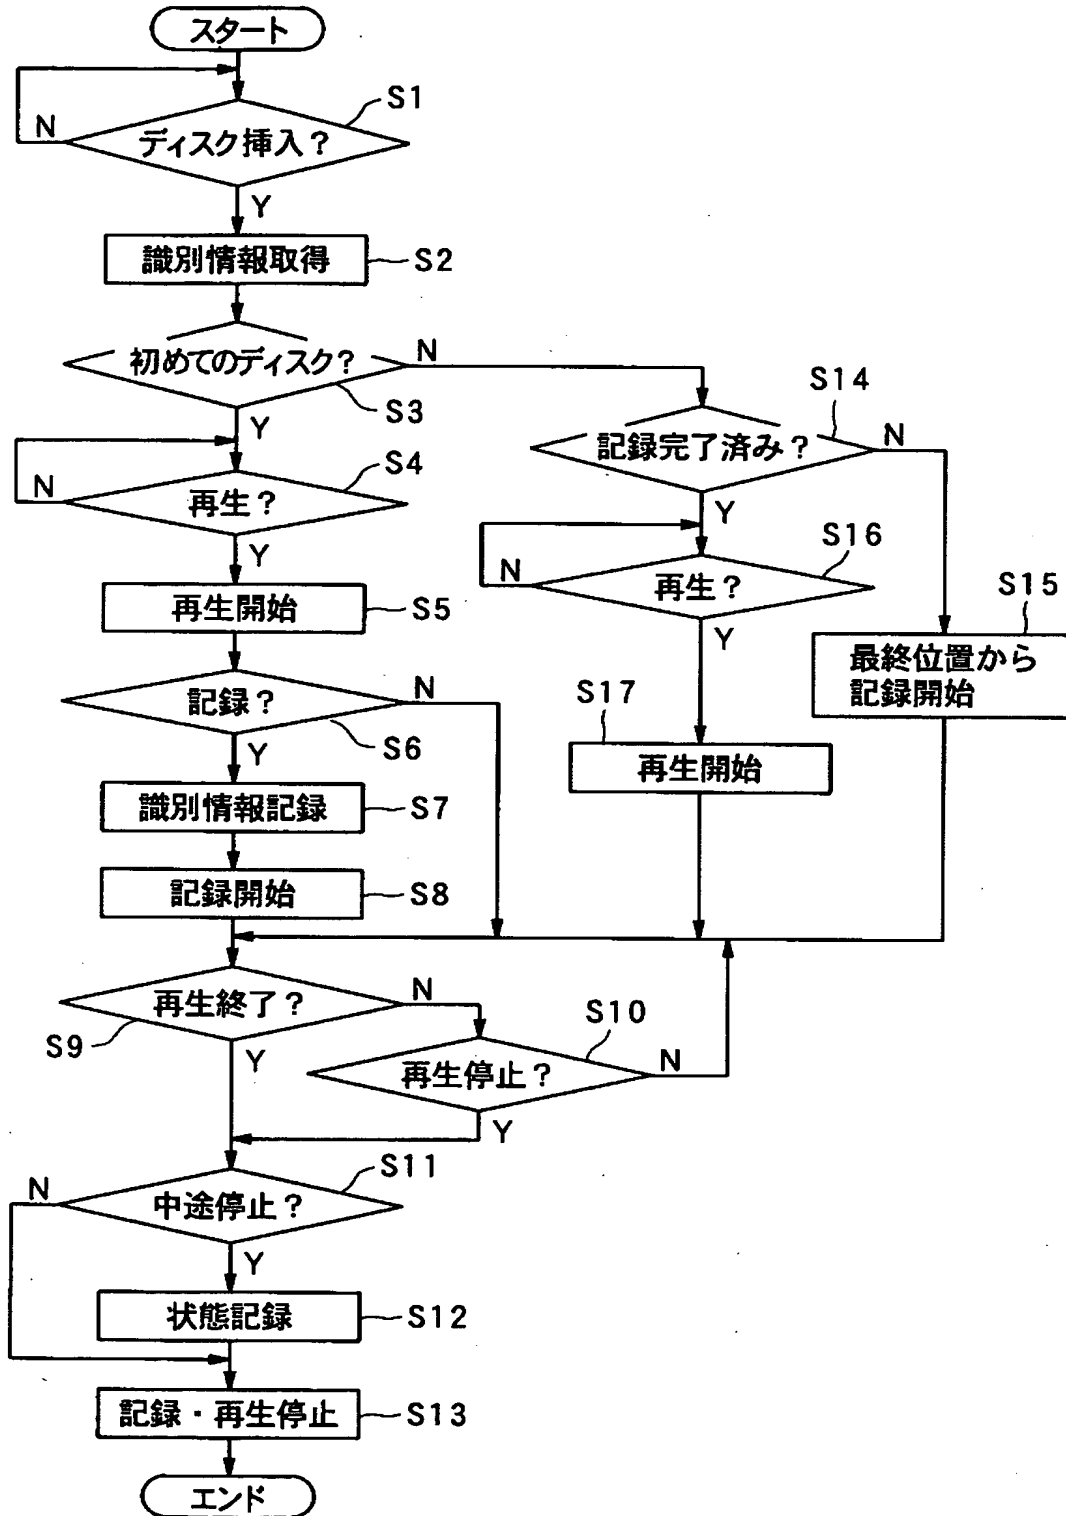 スタート
S1
N
ディスク挿入？
Y
識別情報取得
S2
初めてのディスク？
N
S3
Y
S14
記録完了済み？
N
S4
N
再生？
Y
Y
S16
N
再生？
Y
S15
最終位置から
記録開始
再生開始
S5
記録？
N
S6
Y
S17
再生開始
識別情報記録
S7
記録開始
S8
再生終了？
N
S9
Y
S10
再生停止？
N
Y
S11
N
中途停止？
Y
状態記録
S12
記録・再生停止
S13
エンド